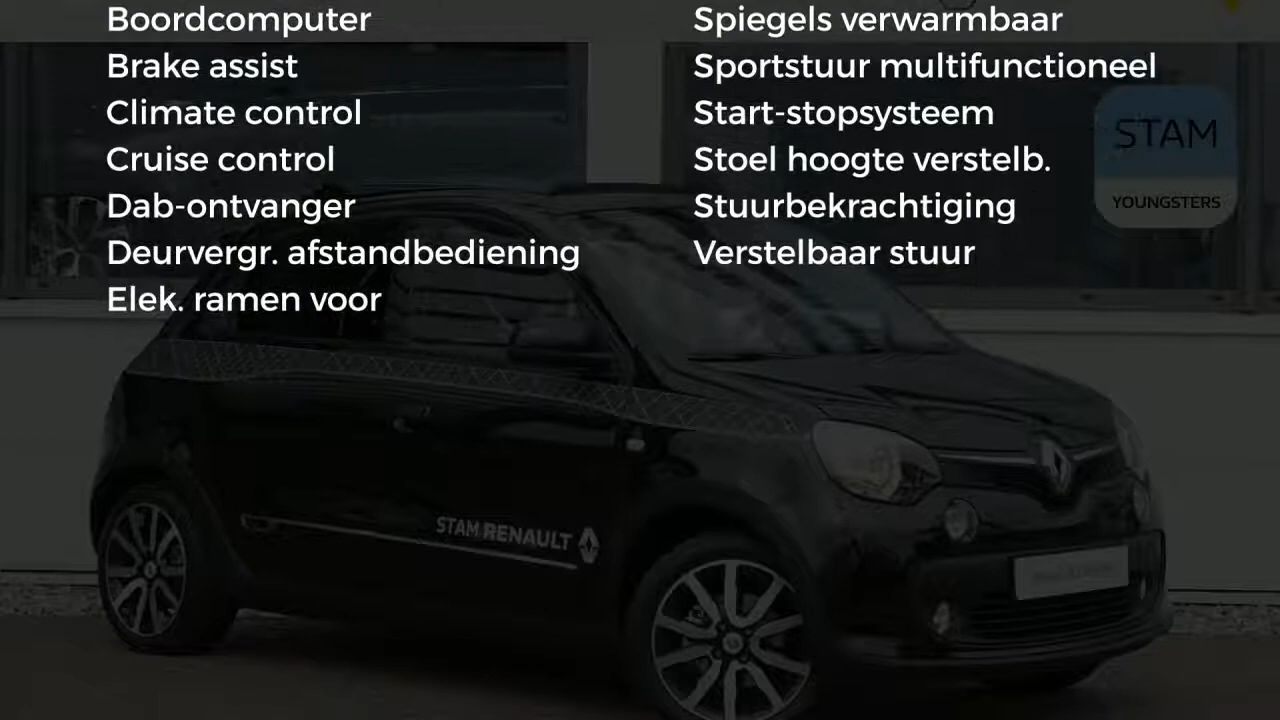 Boordcomputer
Brake assist
Climate control
Cruise control
Dab-ontvanger
Deurvergr. afstandbediening
Elek. ramen voor
Spiegels verwarmbaar
Sportstuur multifunctioneel
Start-stopsysteem
Stoel hoogte verstelb.
Stuurbekrachtiging
Verstelbaar stuur
STAM
YOUNGSTERS
STAM RENAULT